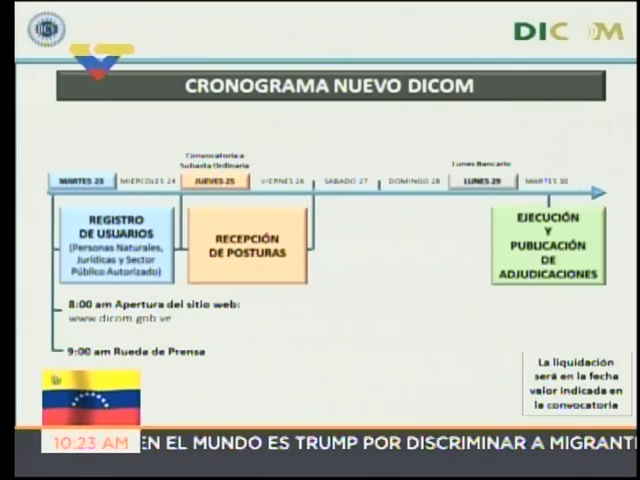 DICOM
CRONOGRAMA NUEVO DICOM
Convocatoria a
Subasta Ordinaria
Lunes Bancario
MARTES 23
MIÉRCOLES 24
JUEVES 25
VIERNES 26
SÁBADO 27
DOMINGO 28
LUNES 29
MARTES 30
REGISTRO
DE USUARIOS
(Personas Naturales,
Jurídicas y Sector
Público Autorizado)
RECEPCIÓN
DE POSTURAS
EJECUCIÓN
Y
PUBLICACIÓN
DE
ADJUDICACIONES
8:00 am Apertura del sitio web:
www.dicom.gob.ve
9:00 am Rueda de Prensa
La liquidación
será en la fecha
valor indicada en
la convocatoria
10:23 AM
EN EL MUNDO ES TRUMP POR DISCRIMINAR A MIGRANT